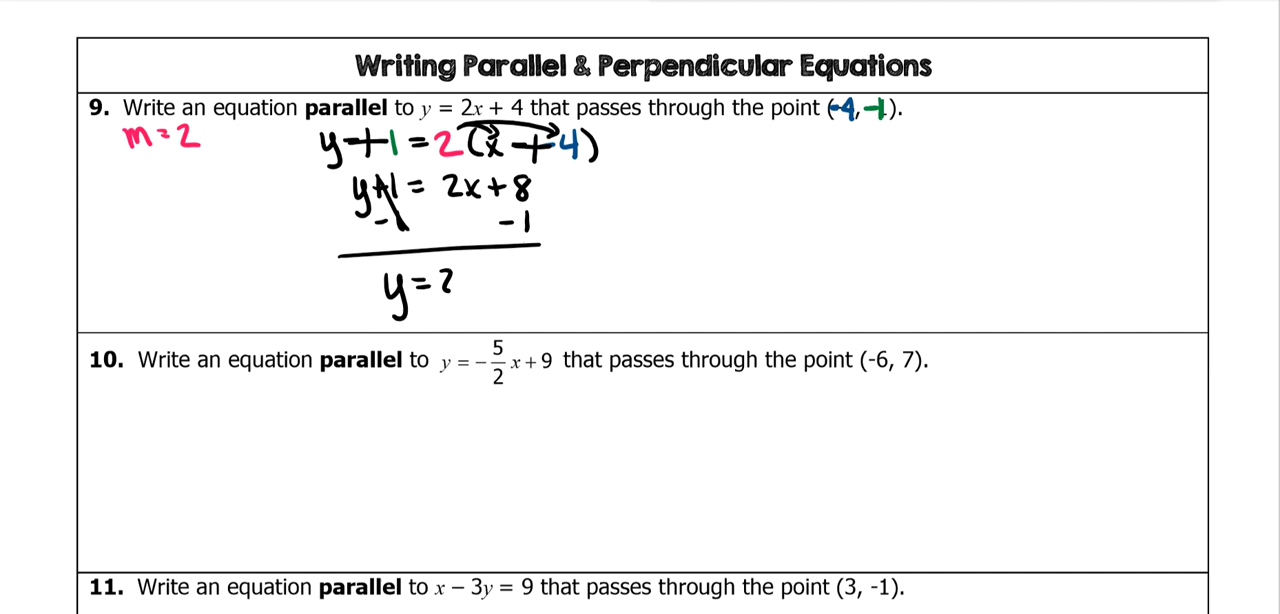 Writing Parallel & Perpendicular Equations
9. Write an equation parallel to y = 2x + 4 that passes through the point (-4,-1).
m=2
y+1=2(x+4)
y+1= 2x+8
-1 -1
y=2
10. Write an equation parallel to y = -5/2 x + 9 that passes through the point (-6, 7).
11. Write an equation parallel to x − 3y = 9 that passes through the point (3, -1).